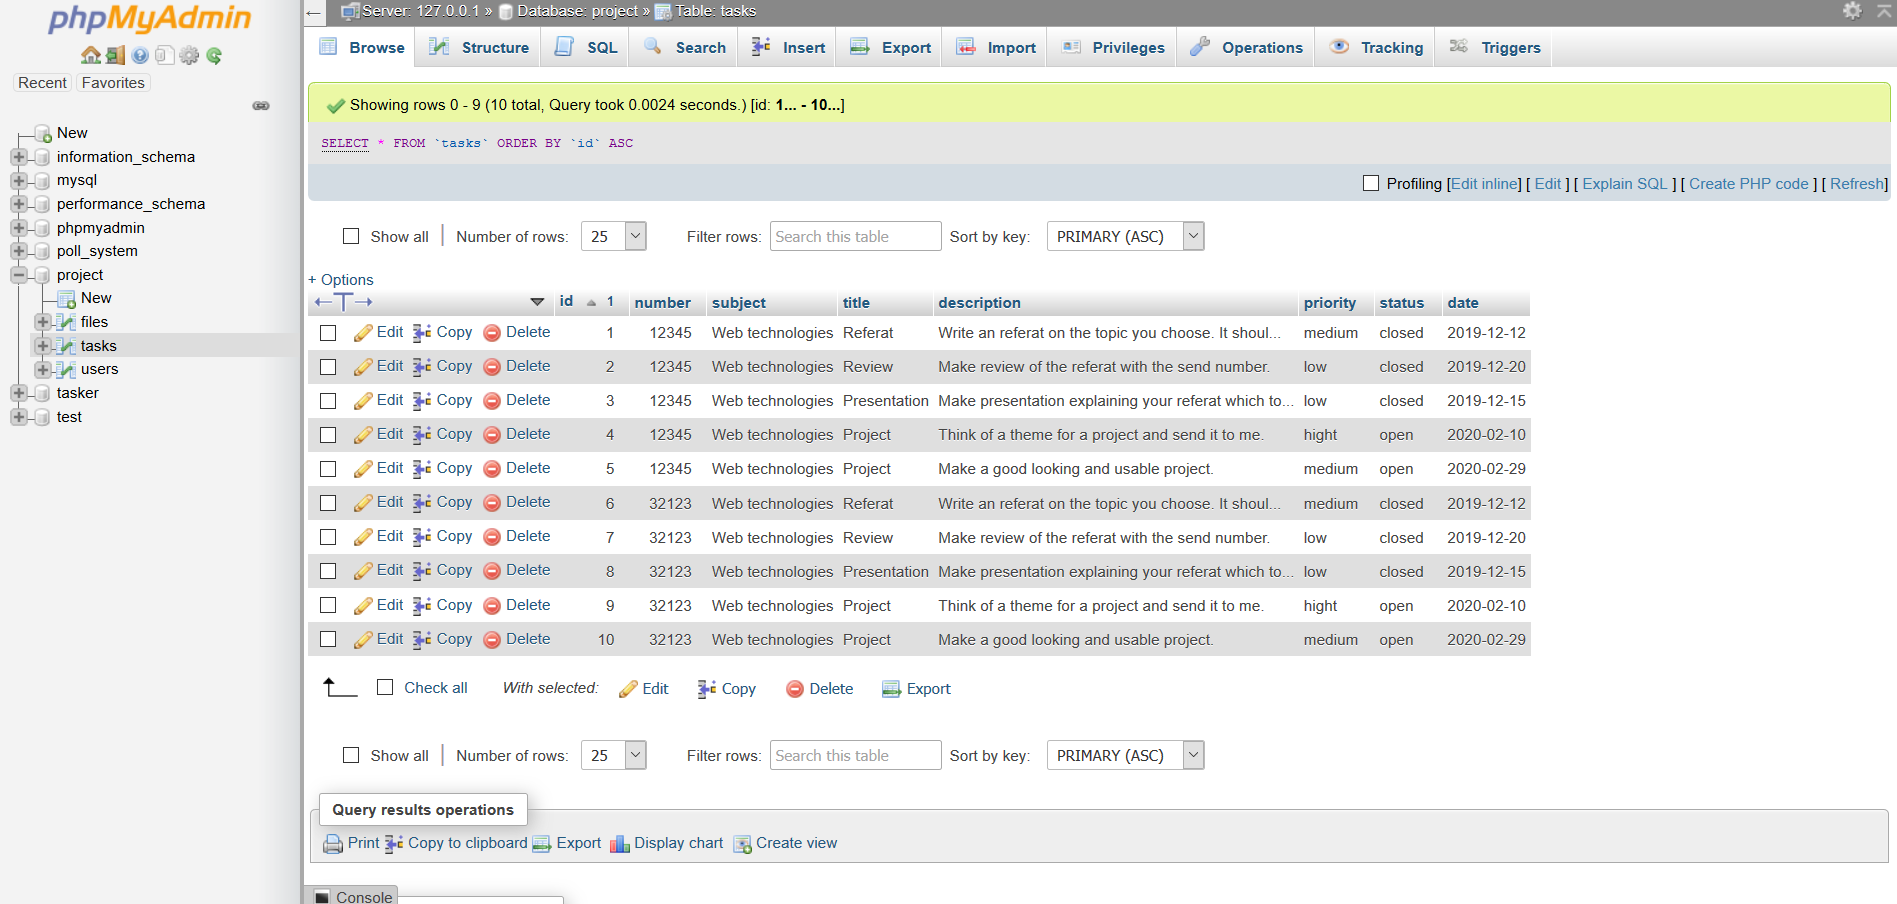 phpMyAdmin
Recent Favorites
New
information_schema
mysql
performance_schema
phpmyadmin
poll_system
project
New
files
tasks
users
tasker
test
Server: 127.0.0.1 » Database: project » Table: tasks
Browse Structure SQL Search Insert Export Import Privileges Operations Tracking Triggers
Showing rows 0 - 9 (10 total, Query took 0.0024 seconds.) [id: 1... - 10...]
SELECT * FROM `tasks` ORDER BY `id` ASC
Profiling [Edit inline] [ Edit ] [ Explain SQL ] [ Create PHP code ] [ Refresh]
Show all Number of rows: 25 Filter rows: Search this table Sort by key: PRIMARY (ASC)
+ Options
id 1 number subject title description priority status date
Edit Copy Delete 1 12345 Web technologies Referat Write an referat on the topic you choose. It shoul... medium closed 2019-12-12
Edit Copy Delete 2 12345 Web technologies Review Make review of the referat with the send number. low closed 2019-12-20
Edit Copy Delete 3 12345 Web technologies Presentation Make presentation explaining your referat which to... low closed 2019-12-15
Edit Copy Delete 4 12345 Web technologies Project Think of a theme for a project and send it to me. hight open 2020-02-10
Edit Copy Delete 5 12345 Web technologies Project Make a good looking and usable project. medium open 2020-02-29
Edit Copy Delete 6 32123 Web technologies Referat Write an referat on the topic you choose. It shoul... medium closed 2019-12-12
Edit Copy Delete 7 32123 Web technologies Review Make review of the referat with the send number. low closed 2019-12-20
Edit Copy Delete 8 32123 Web technologies Presentation Make presentation explaining your referat which to... low closed 2019-12-15
Edit Copy Delete 9 32123 Web technologies Project Think of a theme for a project and send it to me. hight open 2020-02-10
Edit Copy Delete 10 32123 Web technologies Project Make a good looking and usable project. medium open 2020-02-29
Check all With selected: Edit Copy Delete Export
Show all Number of rows: 25 Filter rows: Search this table Sort by key: PRIMARY (ASC)
Query results operations
Print Copy to clipboard Export Display chart Create view
Console